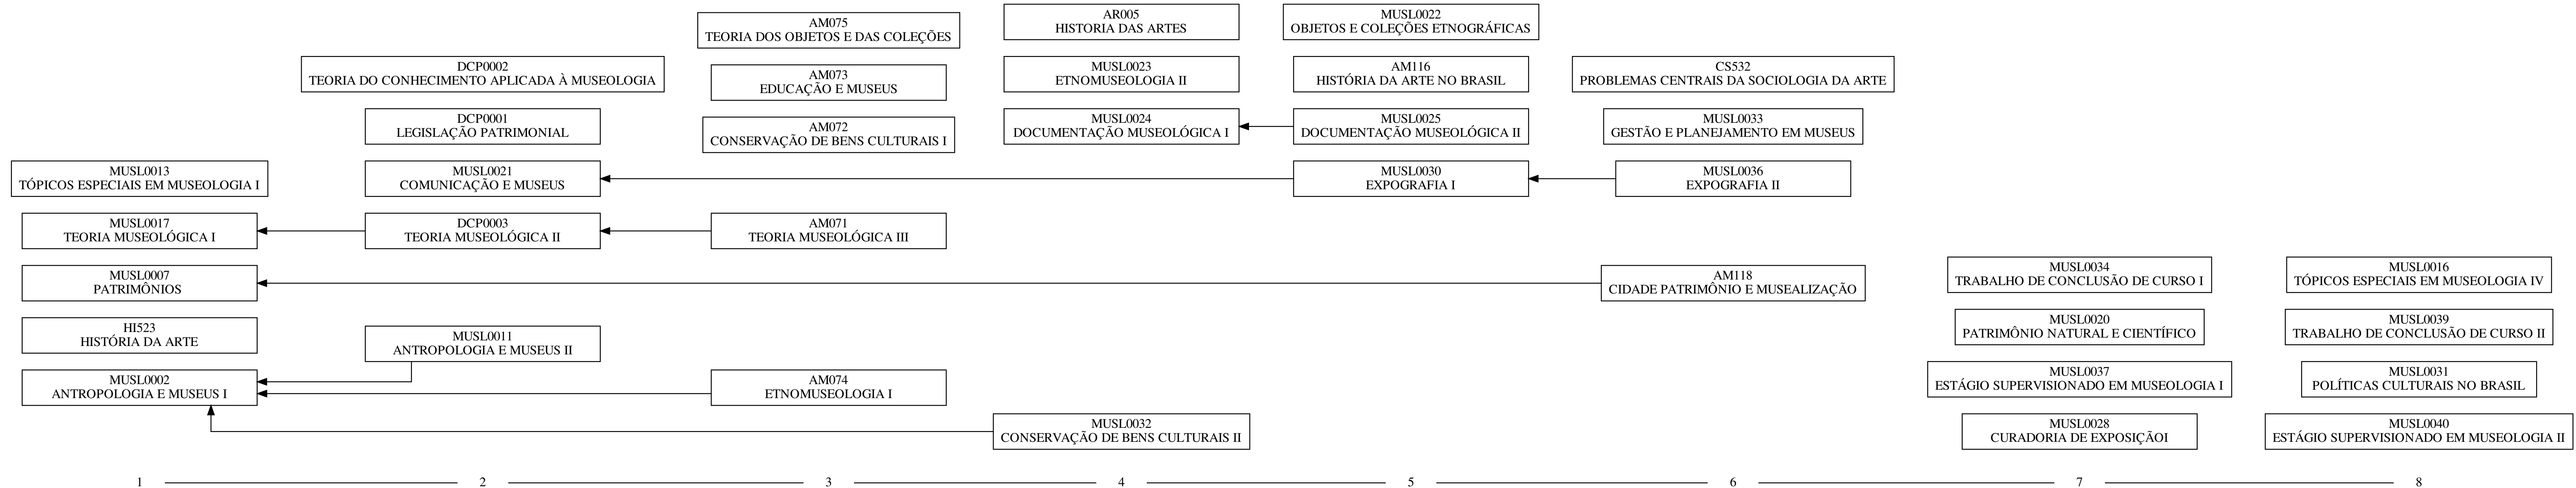 MUSL0013
TÓPICOS ESPECIAIS EM MUSEOLOGIA I
MUSL0017
TEORIA MUSEOLÓGICA I
MUSL0007
PATRIMÔNIOS
HI523
HISTÓRIA DA ARTE
MUSL0002
ANTROPOLOGIA E MUSEUS I
DCP0002
TEORIA DO CONHECIMENTO APLICADA À MUSEOLOGIA
DCP0001
LEGISLAÇÃO PATRIMONIAL
MUSL0021
COMUNICAÇÃO E MUSEUS
DCP0003
TEORIA MUSEOLÓGICA II
MUSL0011
ANTROPOLOGIA E MUSEUS II
AM075
TEORIA DOS OBJETOS E DAS COLEÇÕES
AM073
EDUCAÇÃO E MUSEUS
AM072
CONSERVAÇÃO DE BENS CULTURAIS I
AM071
TEORIA MUSEOLÓGICA III
AM074
ETNOMUSEOLOGIA I
AR005
HISTORIA DAS ARTES
MUSL0023
ETNOMUSEOLOGIA II
MUSL0024
DOCUMENTAÇÃO MUSEOLÓGICA I
MUSL0032
CONSERVAÇÃO DE BENS CULTURAIS II
MUSL0022
OBJETOS E COLEÇÕES ETNOGRÁFICAS
AM116
HISTÓRIA DA ARTE NO BRASIL
MUSL0025
DOCUMENTAÇÃO MUSEOLÓGICA II
MUSL0030
EXPOGRAFIA I
CS532
PROBLEMAS CENTRAIS DA SOCIOLOGIA DA ARTE
MUSL0033
GESTÃO E PLANEJAMENTO EM MUSEUS
MUSL0036
EXPOGRAFIA II
AM118
CIDADE PATRIMÔNIO E MUSEALIZAÇÃO
MUSL0034
TRABALHO DE CONCLUSÃO DE CURSO I
MUSL0020
PATRIMÔNIO NATURAL E CIENTÍFICO
MUSL0037
ESTÁGIO SUPERVISIONADO EM MUSEOLOGIA I
MUSL0028
CURADORIA DE EXPOSIÇÃOI
MUSL0016
TÓPICOS ESPECIAIS EM MUSEOLOGIA IV
MUSL0039
TRABALHO DE CONCLUSÃO DE CURSO II
MUSL0031
POLÍTICAS CULTURAIS NO BRASIL
MUSL0040
ESTÁGIO SUPERVISIONADO EM MUSEOLOGIA II
1 2 3 4 5 6 7 8